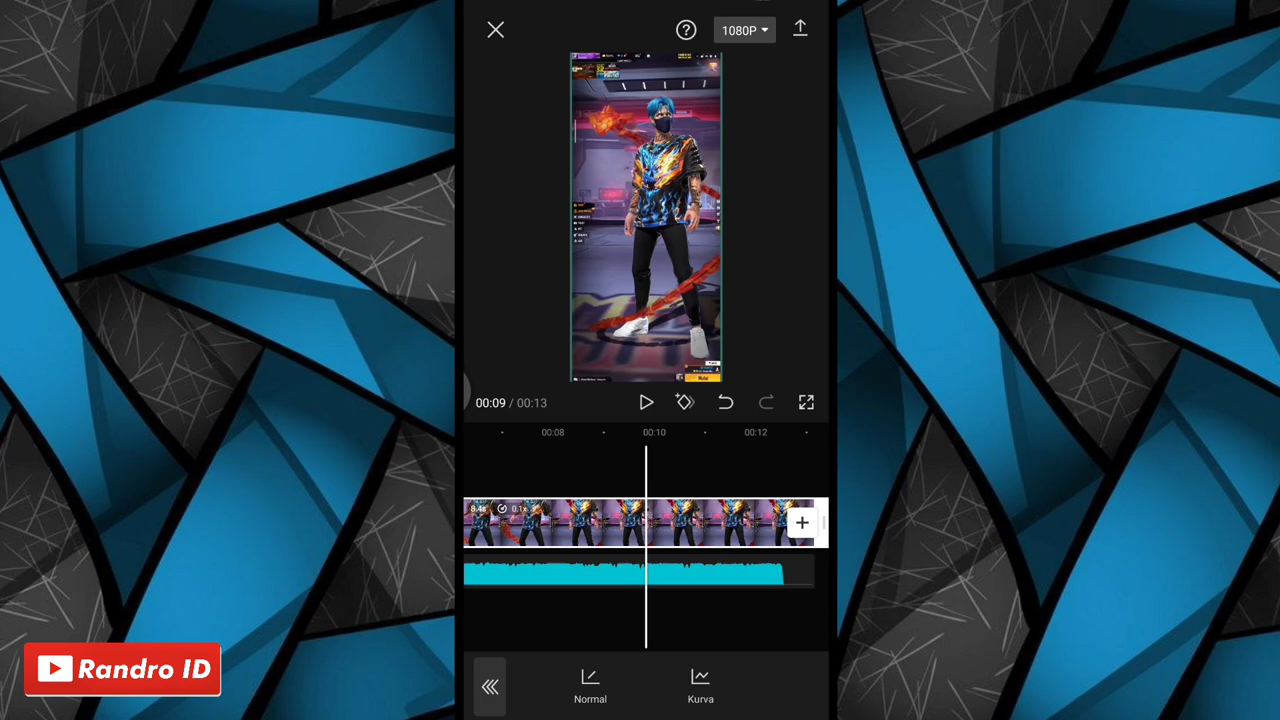 1080P
00:09 / 00:13
00:08
00:10
00:12
8.4s
0.1x
Normal
Kurva
Randro ID
Mulai